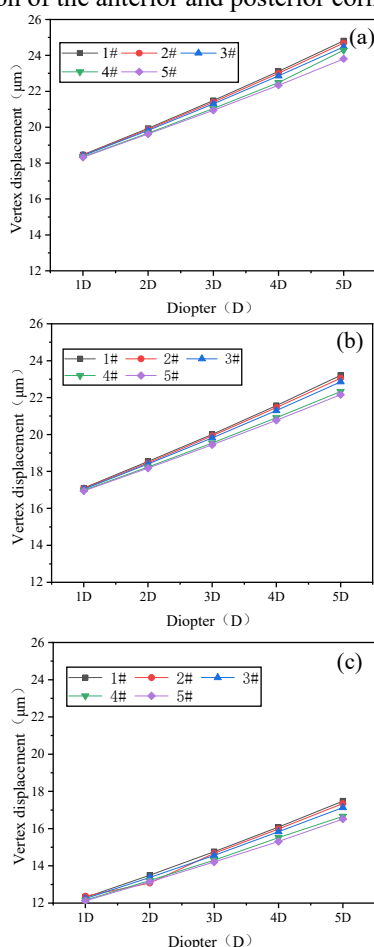 on of the anterior and posterior corn
26
24
22
20
18
16
14
12
Vertex displacement（μm）
1# 2# 3#
4# 5#
(a)
1D 2D 3D 4D 5D
Diopter（D）
26
24
22
20
18
16
14
12
Vertex displacement（μm）
1# 2# 3#
4# 5#
(b)
1D 2D 3D 4D 5D
Diopter（D）
26
24
22
20
18
16
14
12
Vertex displacement（μm）
1# 2# 3#
4# 5#
(c)
1D 2D 3D 4D 5D
Diopter（D）